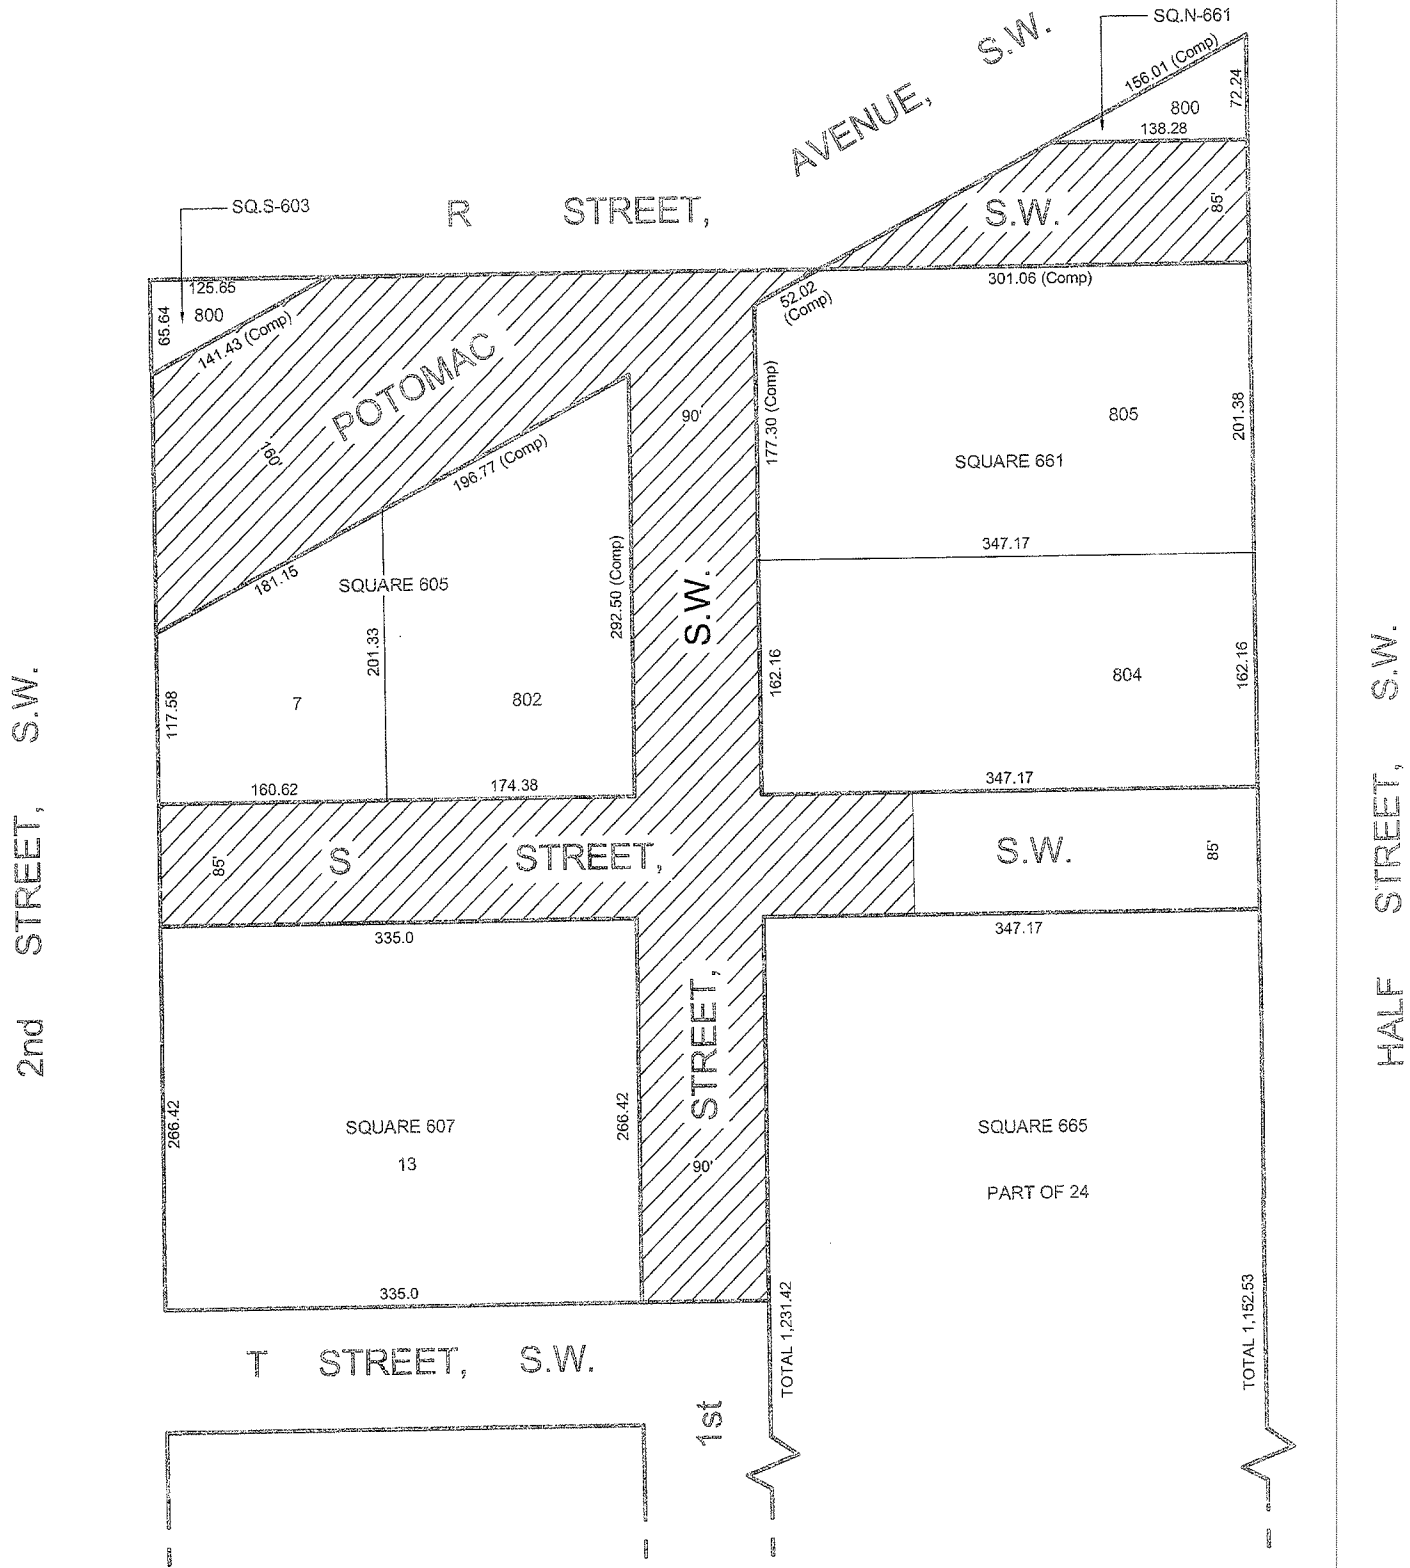 SQ.N-661
AVENUE, S.W.
156.01 (Comp)
72.24
800
138.28
SQ.S-603
R STREET, S.W.
85'
125.65
800
65.64
141.43 (Comp)
301.06 (Comp)
52.02
(Comp)
POTOMAC
160'
90'
177.30 (Comp)
805
201.38
SQUARE 661
196.77 (Comp)
347.17
181.15
SQUARE 605
292.50 (Comp)
S.W.
201.33
117.58
7
802
162.16
804
162.16
160.62
174.38
347.17
85'
S STREET, S.W.
85'
335.0
347.17
2nd STREET, S.W.
HALF STREET, S.W.
STREET,
266.42
SQUARE 607
13
266.42
90'
SQUARE 665
PART OF 24
335.0
TOTAL 1,231.42
TOTAL 1,152.53
T STREET, S.W.
1st